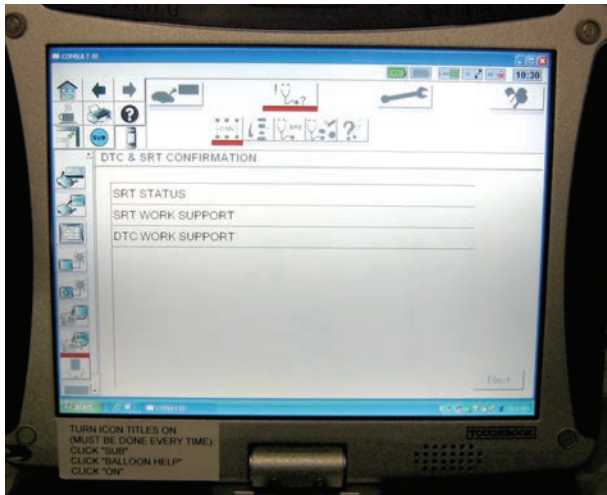 CONSULT III
10:30
SUB
DTC & SRT CONFIRMATION
SRT STATUS
SRT WORK SUPPORT
DTC WORK SUPPORT
Next
TOUGHBOOK
TURN ICON TITLES ON
(MUST BE DONE EVERY TIME):
CLICK "SUB"
CLICK "BALLOON HELP"
CLICK "ON"